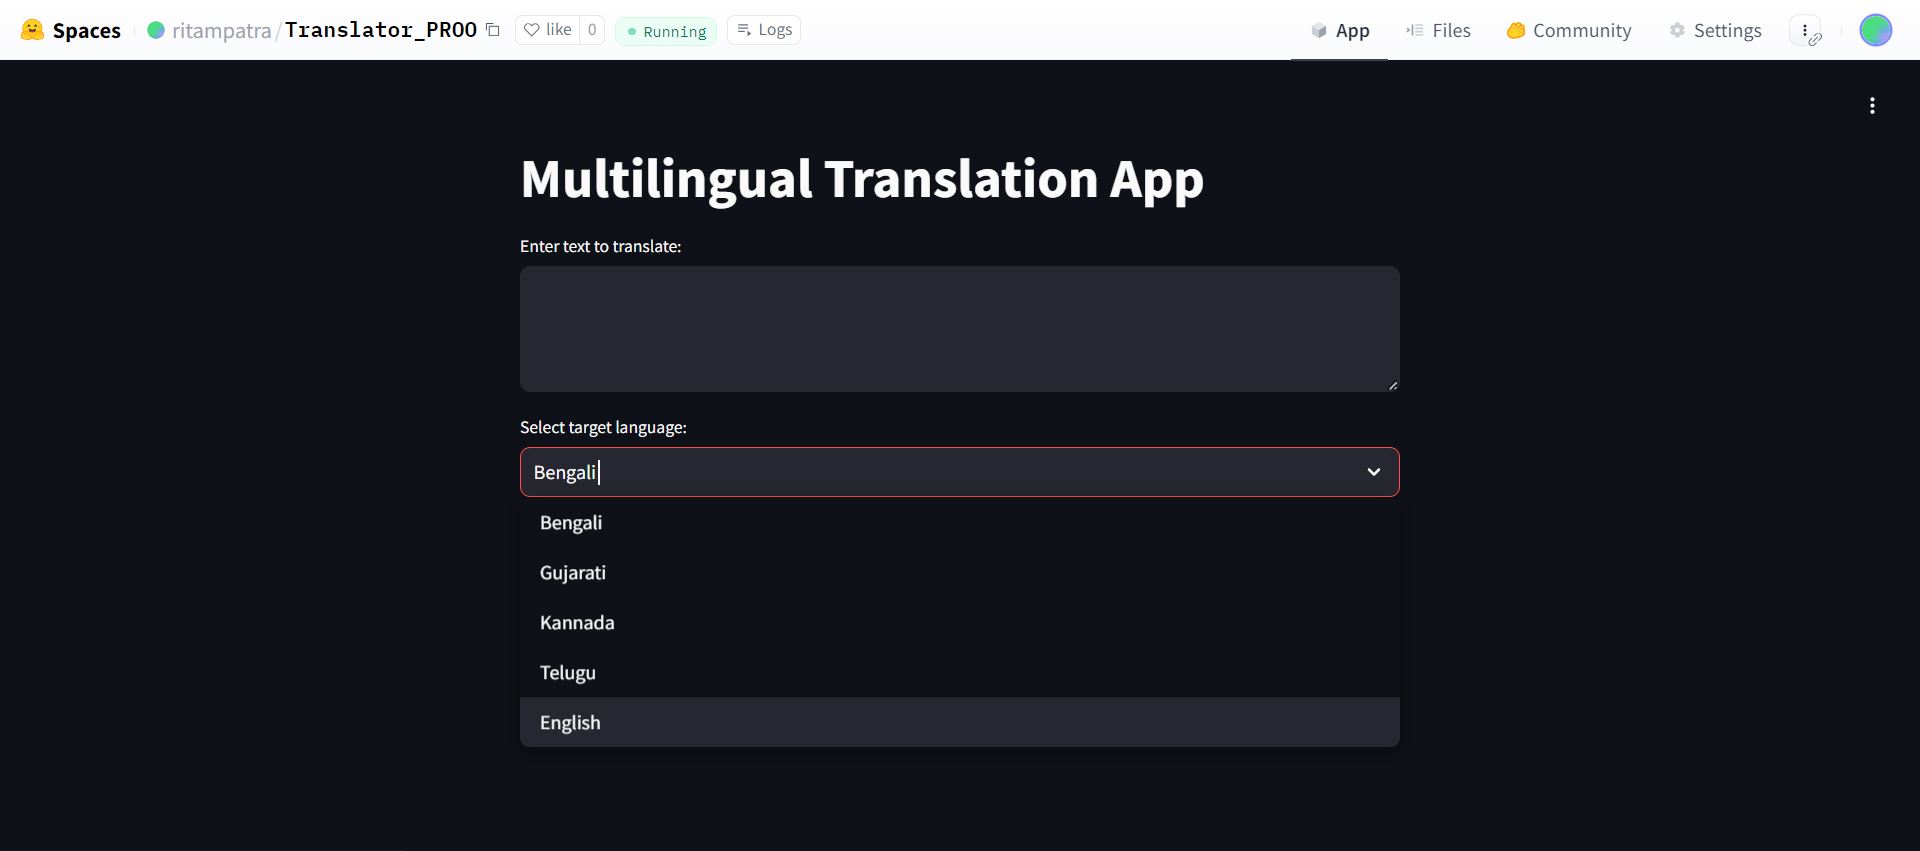 Spaces ritampatra/Translator_PROO like 0 Running Logs App Files Community Settings
Multilingual Translation App
Enter text to translate:
Select target language:
Bengali
Bengali
Gujarati
Kannada
Telugu
English